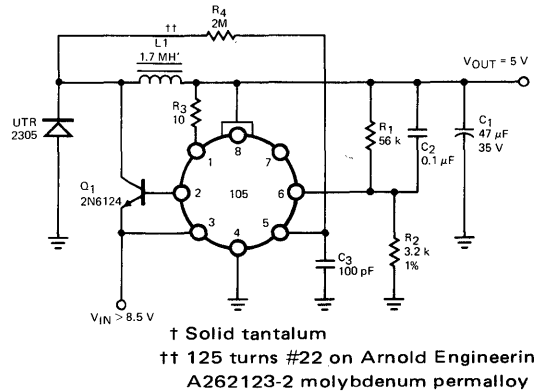 ††
R4
2M
L1
1.7 MH'
VOUT = 5 V
UTR
2305
R3
10
8
1
7
R1
56 k
C2
0.1 µF
C1
47 µF
35 V
Q1
2N6124
2
105
6
3
4
5
C3
100 pF
R2
3.2 k
1%
VIN > 8.5 V
† Solid tantalum
†† 125 turns #22 on Arnold Engineerin
A262123-2 molybdenum permalloy